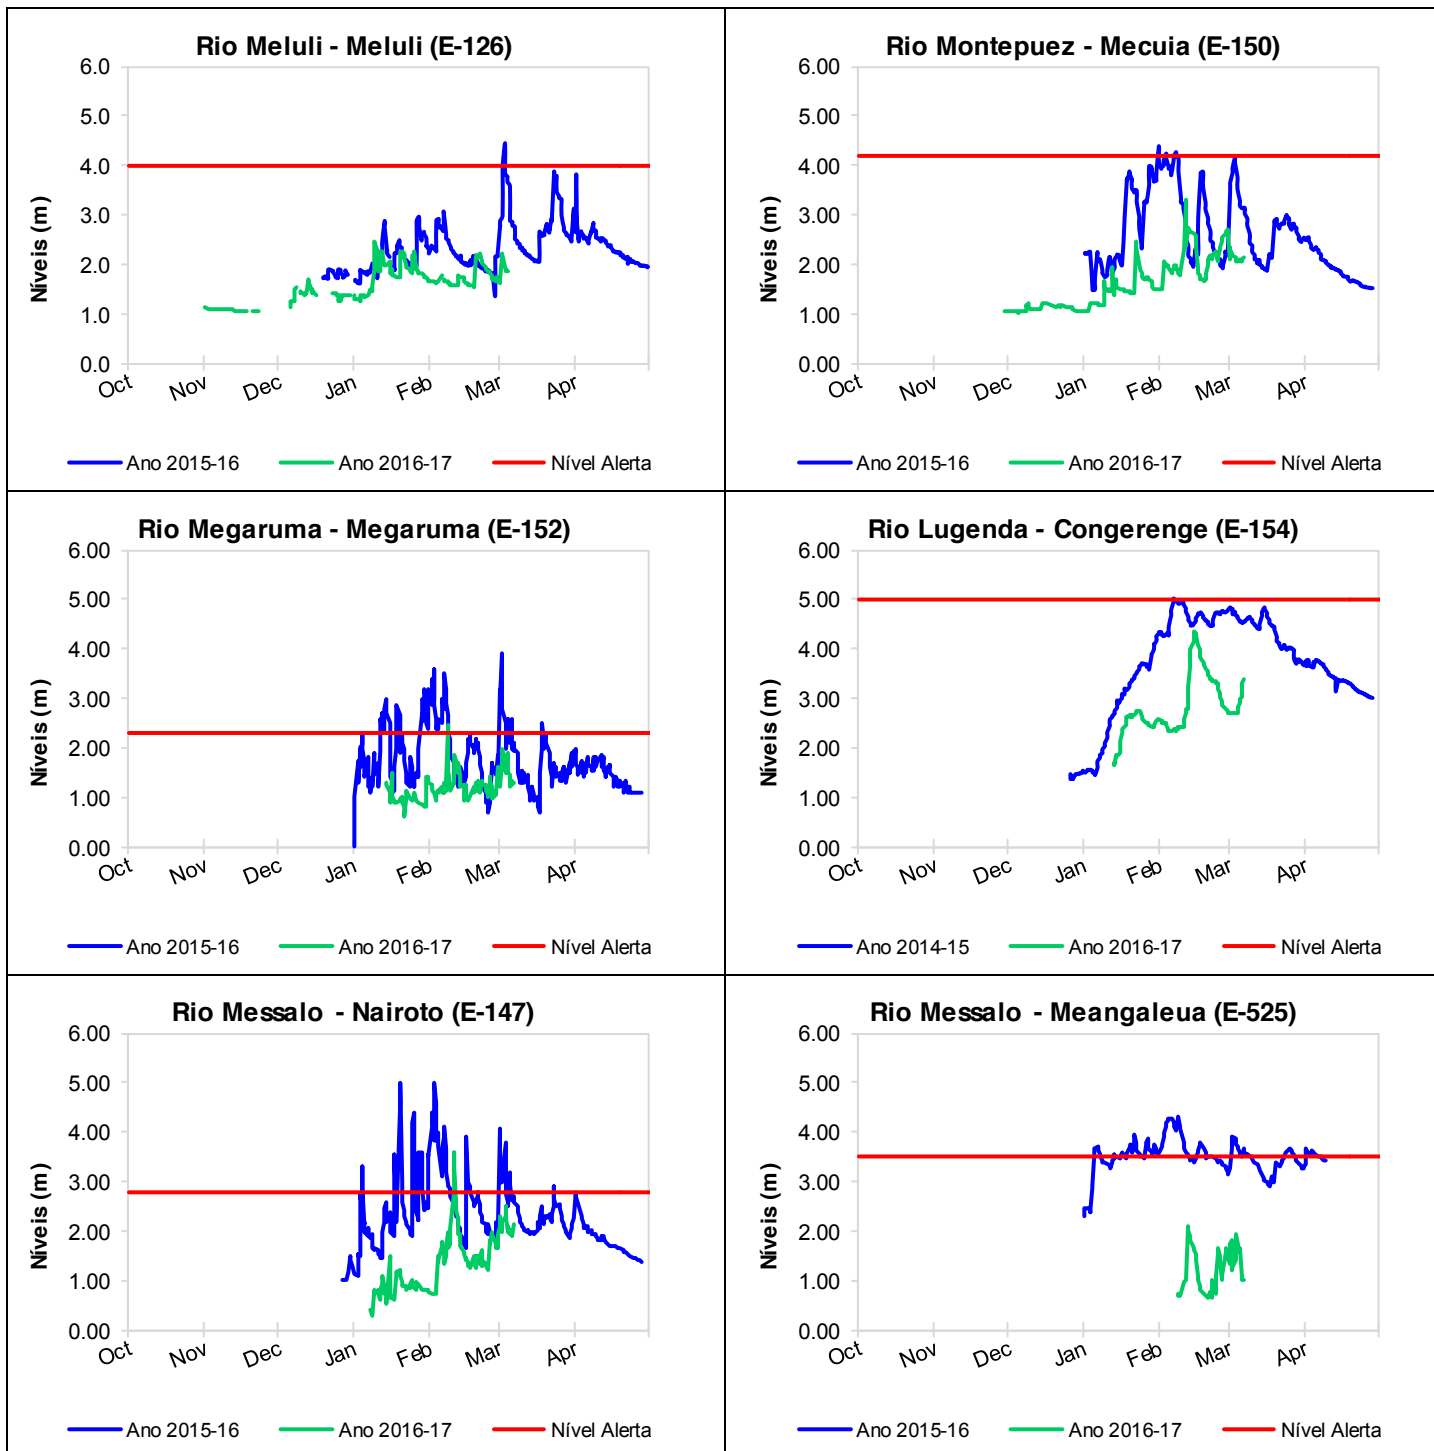 Rio Meluli - Meluli (E-126)
6.0
5.0
4.0
3.0
2.0
1.0
0.0
Níveis (m)
Oct Nov Dec Jan Feb Mar Apr
Ano 2015-16 Ano 2016-17 Nível Alerta
Rio Montepuez - Mecuia (E-150)
6.00
5.00
4.00
3.00
2.00
1.00
0.00
Níveis (m)
Oct Nov Dec Jan Feb Mar Apr
Ano 2015-16 Ano 2016-17 Nível Alerta
Rio Megaruma - Megaruma (E-152)
6.00
5.00
4.00
3.00
2.00
1.00
0.00
Níveis (m)
Oct Nov Dec Jan Feb Mar Apr
Ano 2015-16 Ano 2016-17 Nível Alerta
Rio Lugenda - Congerenge (E-154)
6.00
5.00
4.00
3.00
2.00
1.00
0.00
Níveis (m)
Oct Nov Dec Jan Feb Mar Apr
Ano 2014-15 Ano 2016-17 Nível Alerta
Rio Messalo - Nairoto (E-147)
6.00
5.00
4.00
3.00
2.00
1.00
0.00
Níveis (m)
Oct Nov Dec Jan Feb Mar Apr
Ano 2015-16 Ano 2016-17 Nível Alerta
Rio Messalo - Meangaleua (E-525)
6.00
5.00
4.00
3.00
2.00
1.00
0.00
Níveis (m)
Oct Nov Dec Jan Feb Mar Apr
Ano 2015-16 Ano 2016-17 Nível Alerta